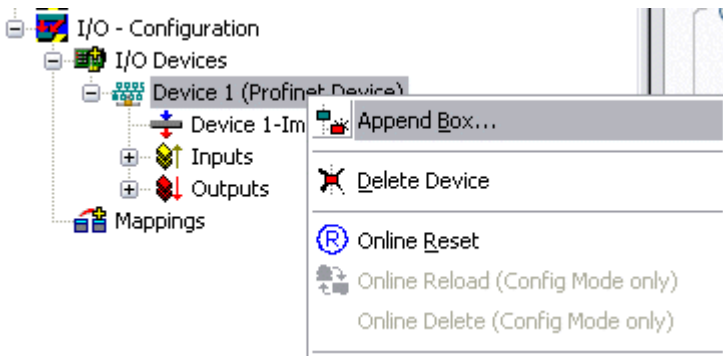 I/O - Configuration
I/O Devices
Device 1 (Profinet Device)
Device 1-Im
Append Box...
Inputs
Delete Device
Outputs
Mappings
Online Reset
Online Reload (Config Mode only)
Online Delete (Config Mode only)